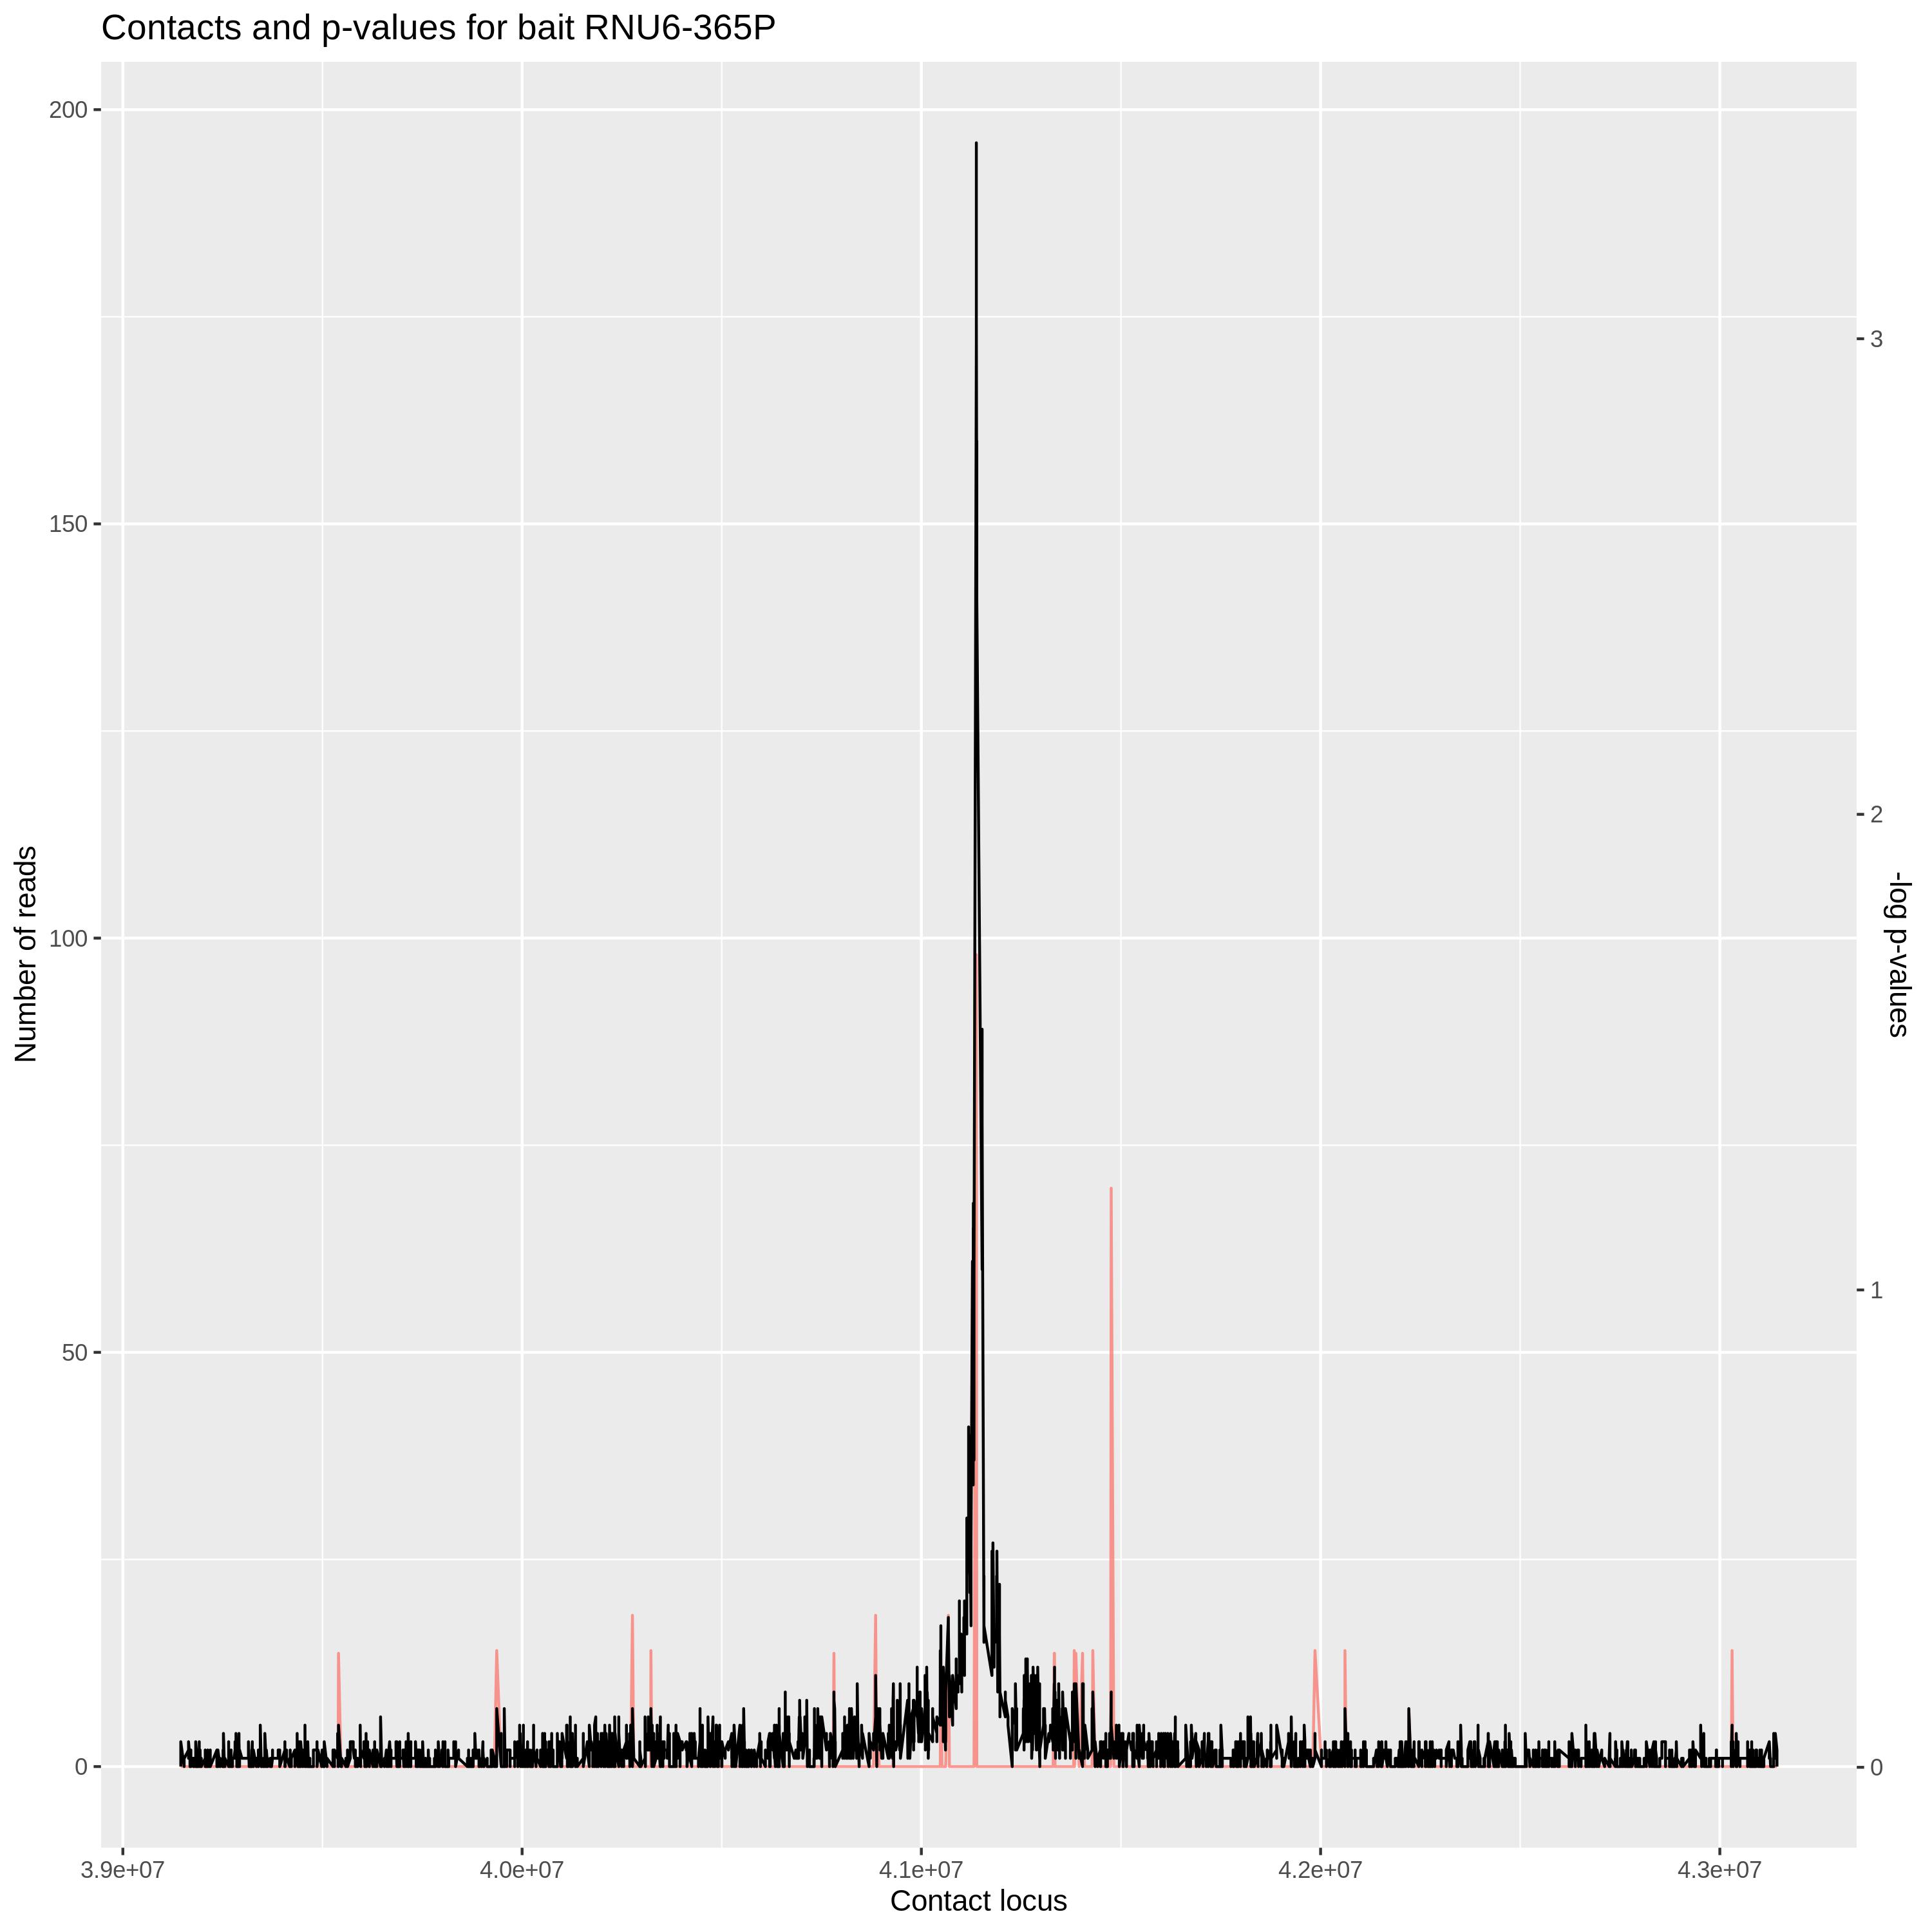 Contacts and p-values for bait RNU6-365P
200
150
100
50
0
3
2
1
0
Number of reads
-log p-values
3.9e+07
4.0e+07
4.1e+07
4.2e+07
4.3e+07
Contact locus